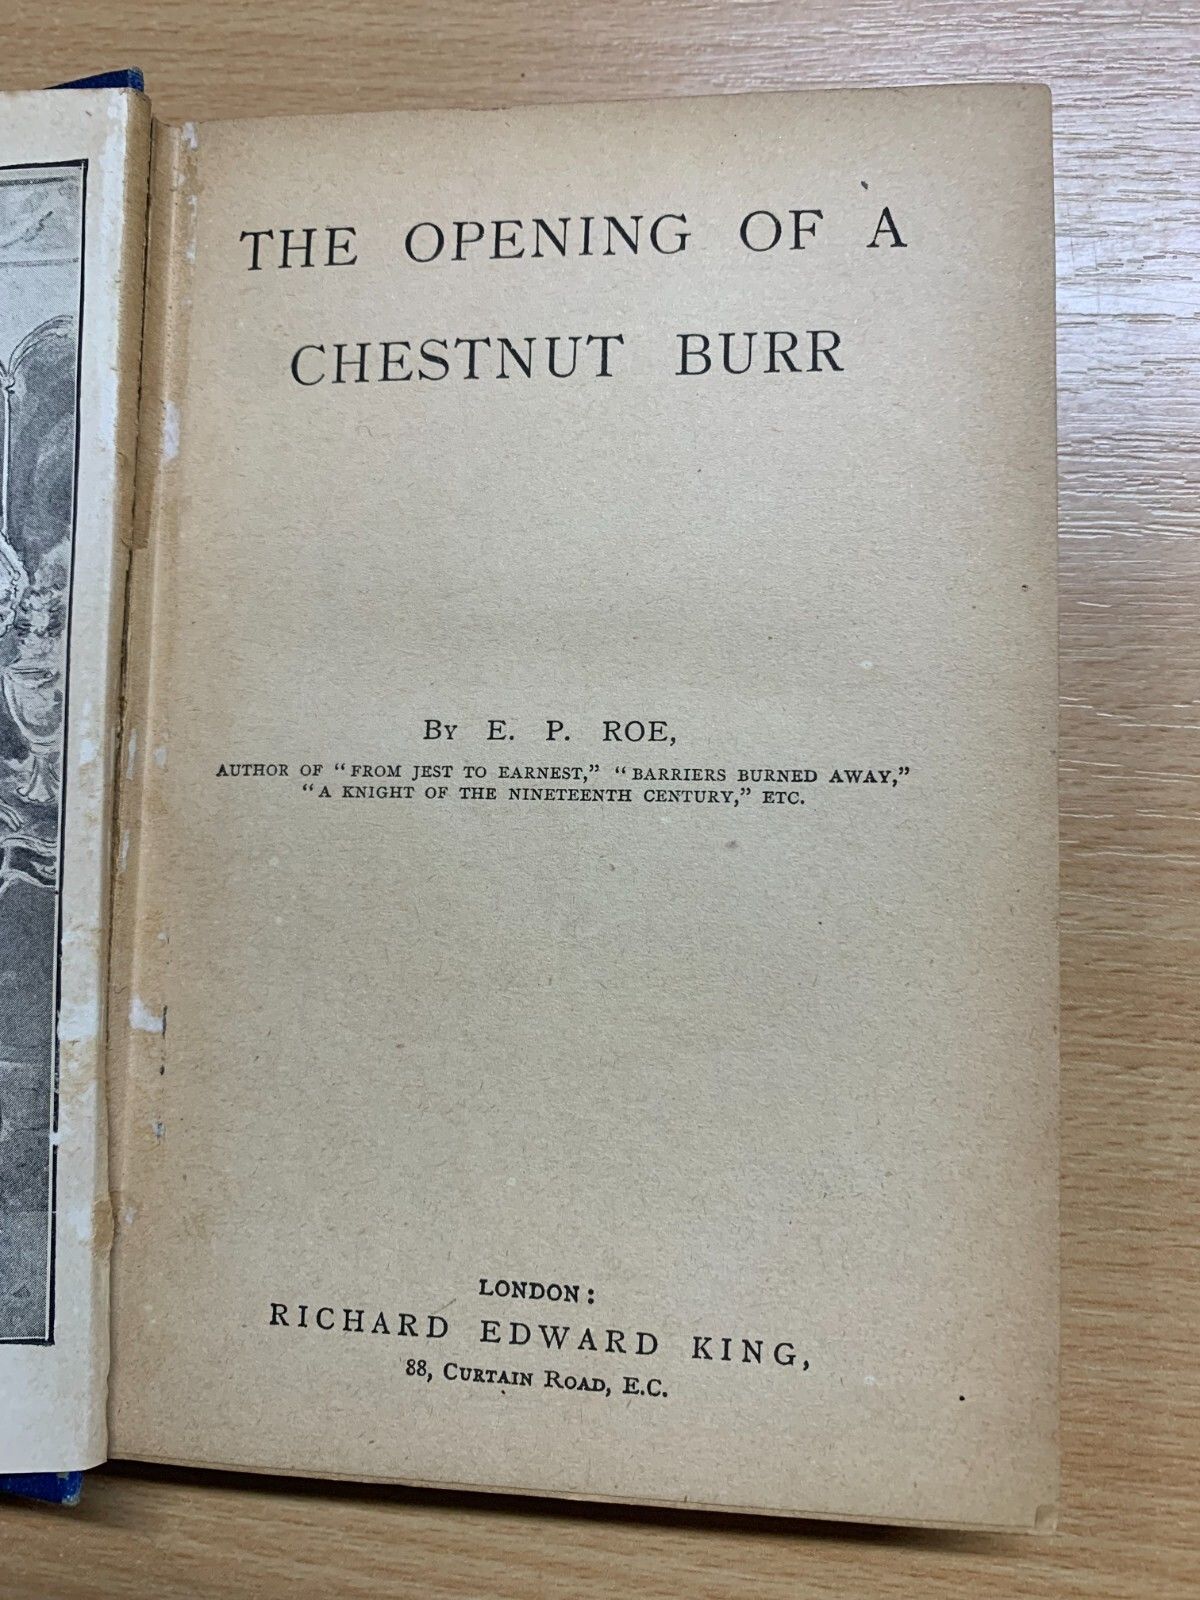 THE OPENING OF A
CHESTNUT BURR
BY E. P. ROE,
AUTHOR OF "FROM JEST TO EARNEST," "BARRIERS BURNED AWAY,"
"A KNIGHT OF THE NINETEENTH CENTURY," ETC.
LONDON:
RICHARD EDWARD KING,
88, CURTAIN ROAD, E.C.